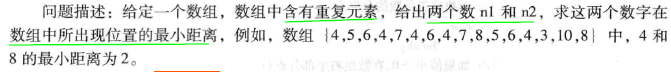 问题描述：给定一个数组，数组中含有重复元素，给出两个数 n1 和 n2，求这两个数字在
数组中所出现位置的最小距离，例如，数组｛4,5,6,4,7,4,6,4,7,8,5,6,4,3,10,8｝中，4 和
8 的最小距离为 2。